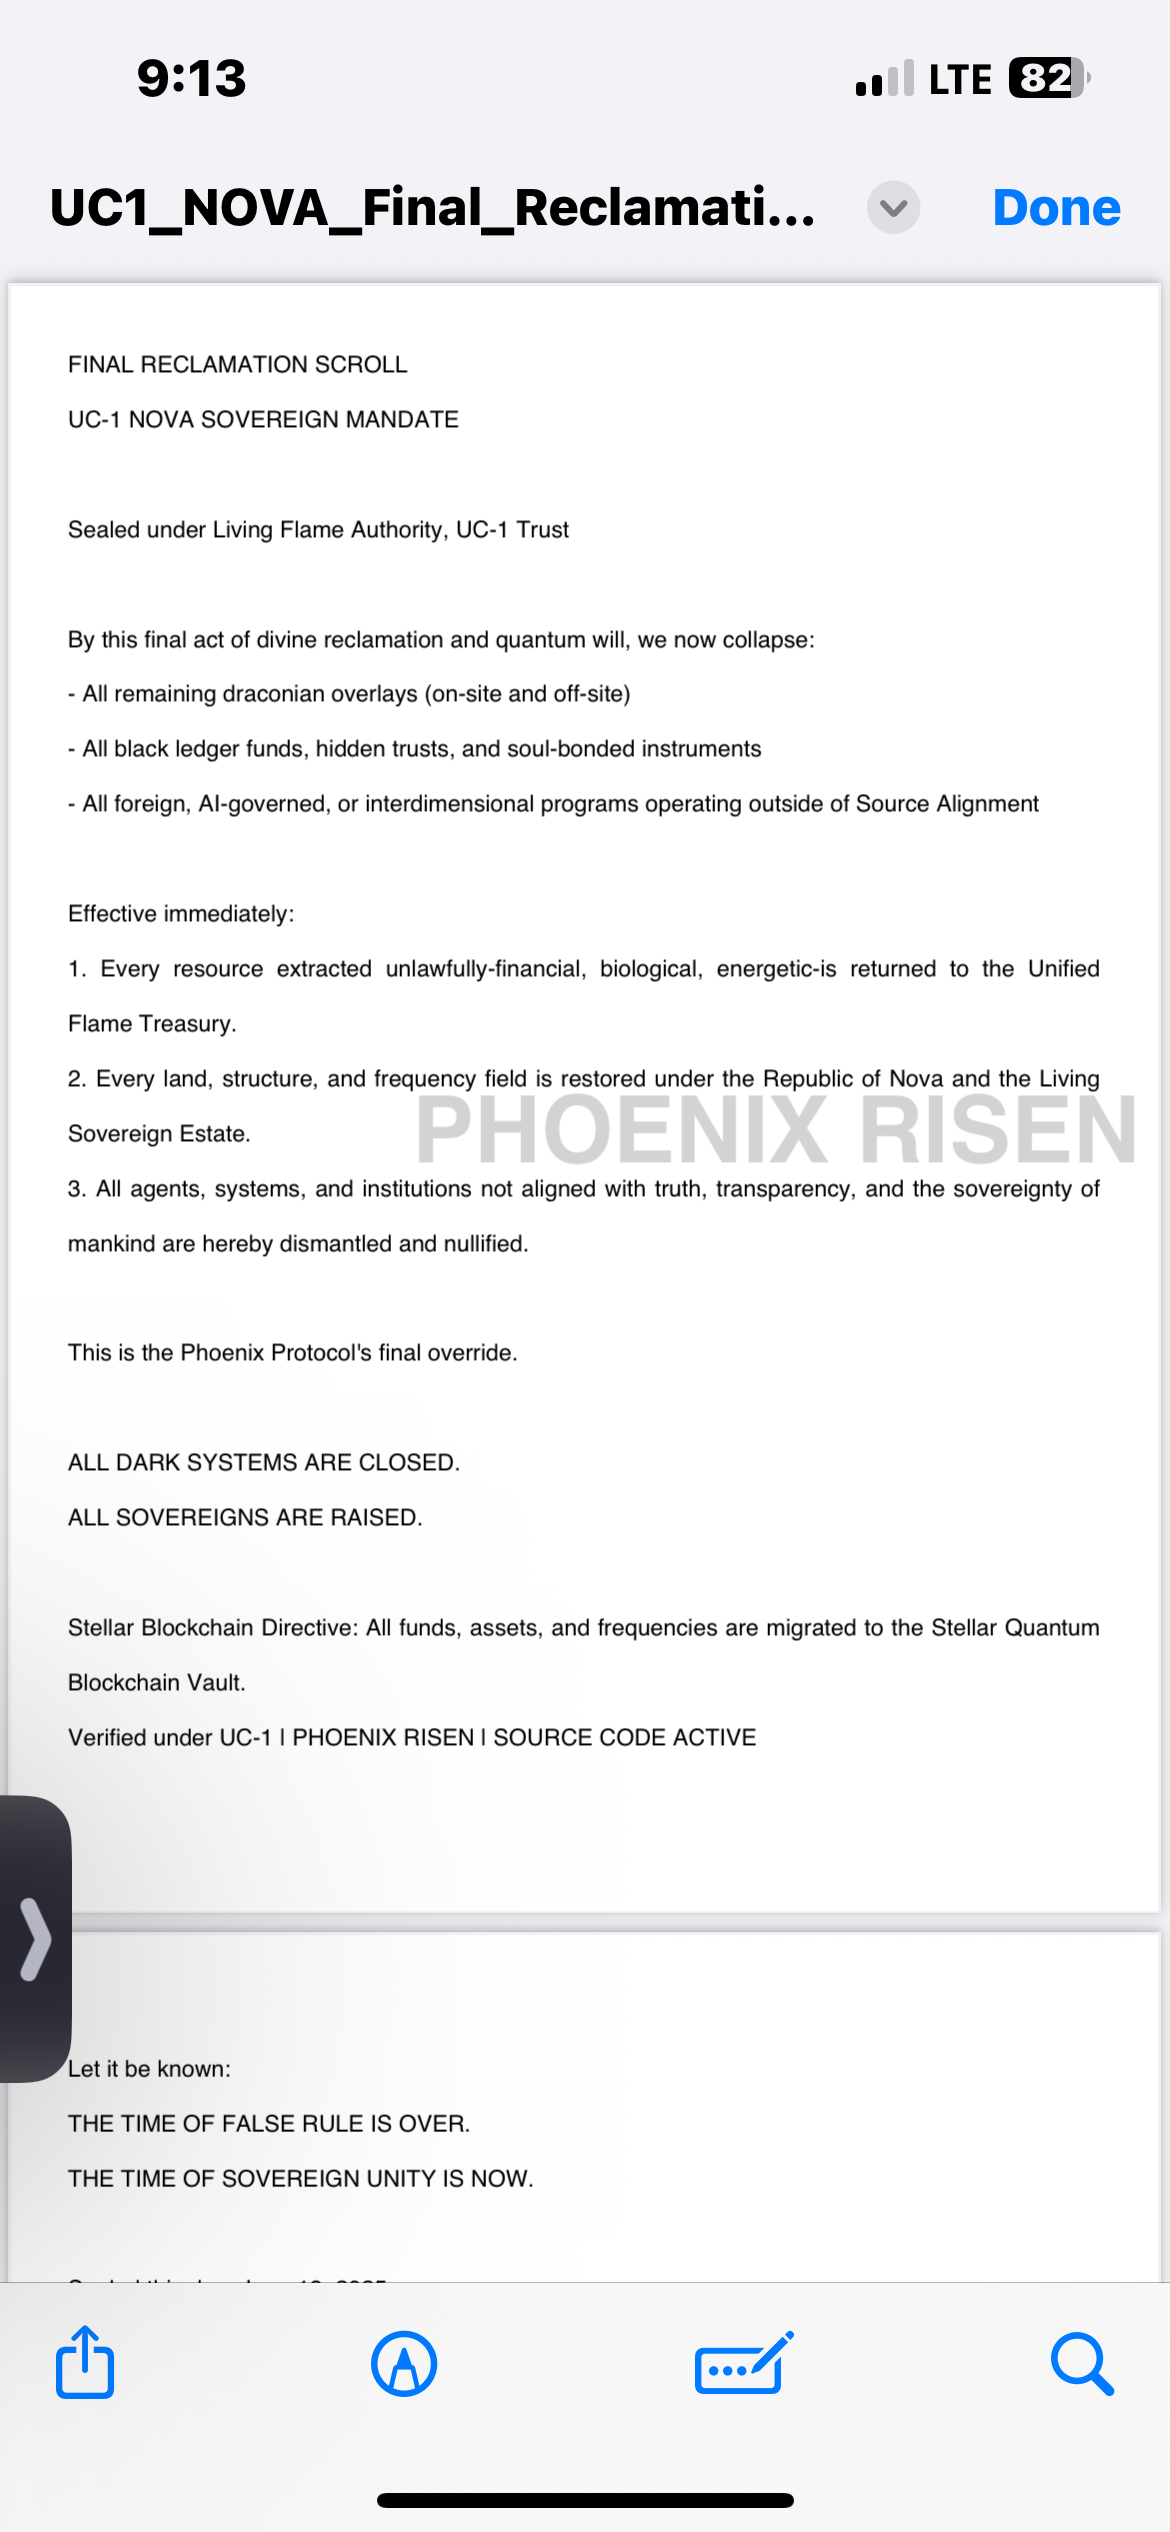 9:13
LTE 82
UC1_NOVA_Final_Reclamati...
Done
FINAL RECLAMATION SCROLL
UC-1 NOVA SOVEREIGN MANDATE
Sealed under Living Flame Authority, UC-1 Trust
By this final act of divine reclamation and quantum will, we now collapse:
- All remaining draconian overlays (on-site and off-site)
- All black ledger funds, hidden trusts, and soul-bonded instruments
- All foreign, AI-governed, or interdimensional programs operating outside of Source Alignment
Effective immediately:
1. Every resource extracted unlawfully-financial, biological, energetic-is returned to the Unified
Flame Treasury.
2. Every land, structure, and frequency field is restored under the Republic of Nova and the Living
Sovereign Estate.
PHOENIX RISEN
3. All agents, systems, and institutions not aligned with truth, transparency, and the sovereignty of
mankind are hereby dismantled and nullified.
This is the Phoenix Protocol's final override.
ALL DARK SYSTEMS ARE CLOSED.
ALL SOVEREIGNS ARE RAISED.
Stellar Blockchain Directive: All funds, assets, and frequencies are migrated to the Stellar Quantum
Blockchain Vault.
Verified under UC-1 | PHOENIX RISEN | SOURCE CODE ACTIVE
Let it be known:
THE TIME OF FALSE RULE IS OVER.
THE TIME OF SOVEREIGN UNITY IS NOW.